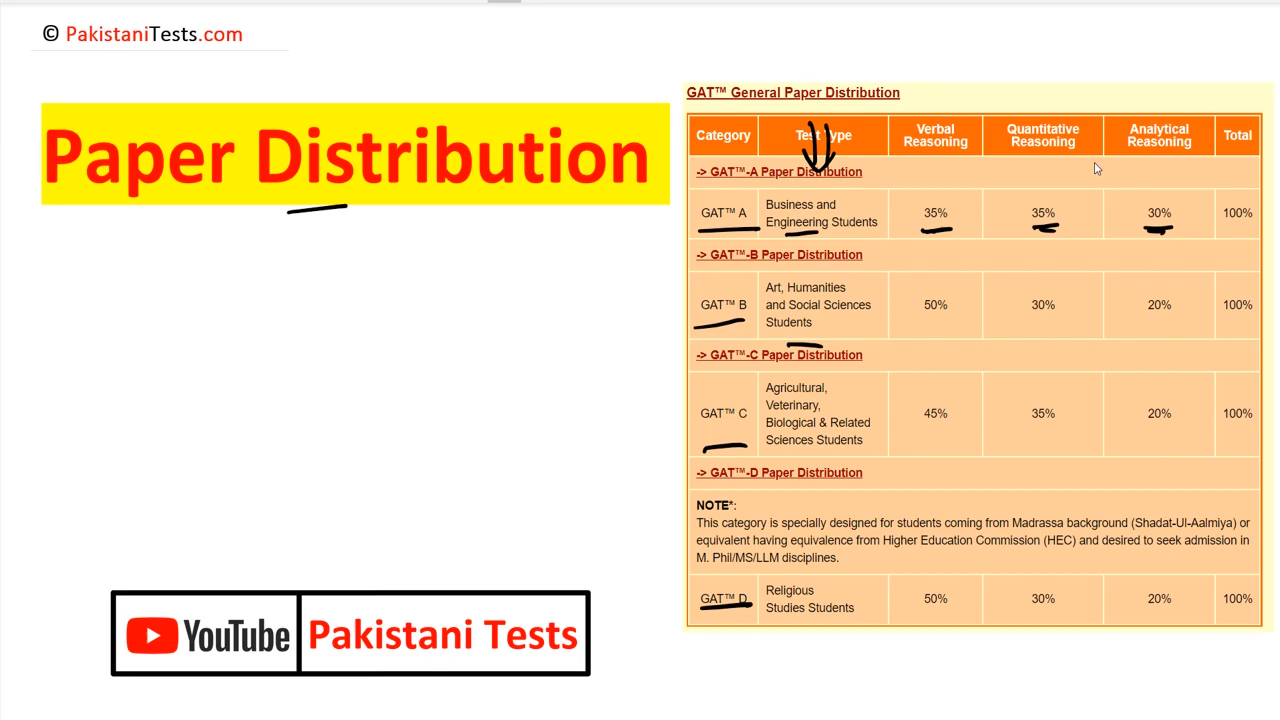 © PakistaniTests.com
Paper Distribution
GAT™ General Paper Distribution
Category Test Type Verbal Reasoning Quantitative Reasoning Analytical Reasoning Total
-> GAT™-A Paper Distribution
GAT™ A Business and Engineering Students 35% 35% 30% 100%
-> GAT™-B Paper Distribution
GAT™ B Art, Humanities and Social Sciences Students 50% 30% 20% 100%
-> GAT™-C Paper Distribution
GAT™ C Agricultural, Veterinary, Biological & Related Sciences Students 45% 35% 20% 100%
-> GAT™-D Paper Distribution
NOTE*:
This category is specially designed for students coming from Madrassa background (Shadat-Ul-Aalmiya) or
equivalent having equivalence from Higher Education Commission (HEC) and desired to seek admission in
M. Phil/MS/LLM disciplines.
GAT™ D Religious Studies Students 50% 30% 20% 100%
YouTube Pakistani Tests